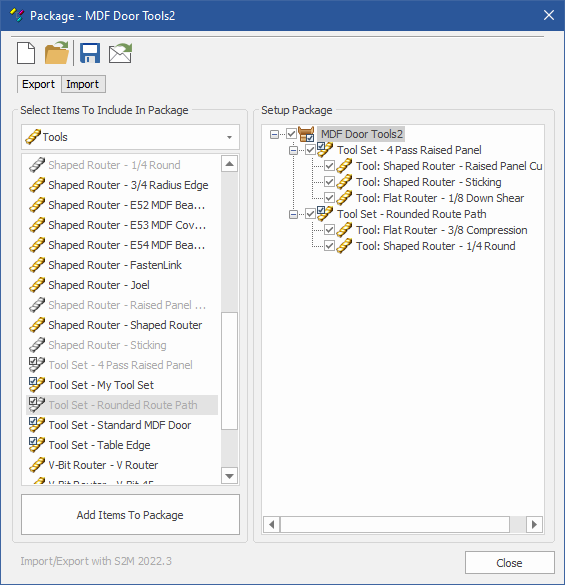 Package - MDF Door Tools2
Export
Import
Select Items To Include In Package
Tools
Shaped Router - 1/4 Round
Shaped Router - 3/4 Radius Edge
Shaped Router - E52 MDF Bea...
Shaped Router - E53 MDF Cov...
Shaped Router - E54 MDF Bea...
Shaped Router - FastenLink
Shaped Router - Joel
Shaped Router - Raised Panel ...
Shaped Router - Shaped Router
Shaped Router - Sticking
Tool Set - 4 Pass Raised Panel
Tool Set - My Tool Set
Tool Set - Rounded Route Path
Tool Set - Standard MDF Door
Tool Set - Table Edge
V-Bit Router - V Router
V-Bit Router - V-Bit 45
Add Items To Package
Import/Export with S2M 2022.3
Setup Package
MDF Door Tools2
Tool Set - 4 Pass Raised Panel
Tool: Shaped Router - Raised Panel Cu
Tool: Shaped Router - Sticking
Tool: Flat Router - 1/8 Down Shear
Tool Set - Rounded Route Path
Tool: Flat Router - 3/8 Compression
Tool: Shaped Router - 1/4 Round
Close